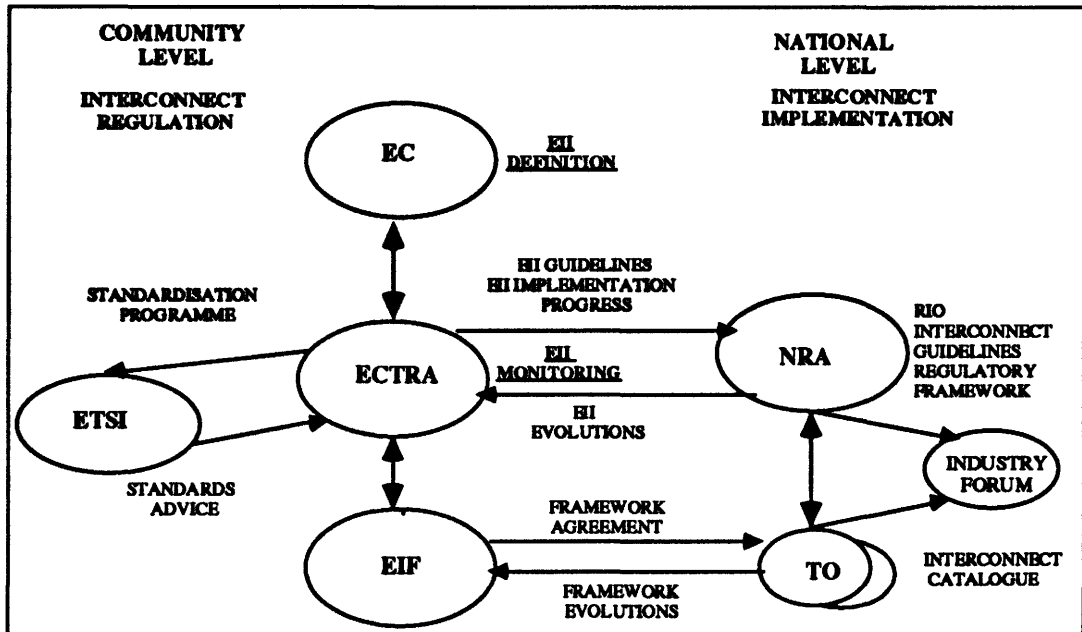 COMMUNITY
LEVEL
INTERCONNECT
REGULATION
NATIONAL
LEVEL
INTERCONNECT
IMPLEMENTATION
EC
EII
DEFINITION
EII GUIDELINES
EII IMPLEMENTATION
PROGRESS
STANDARDISATION
PROGRAMME
ECTRA
EII
MONITORING
NRA
RIO
INTERCONNECT
GUIDELINES
REGULATORY
FRAMEWORK
ETSI
EII
EVOLUTIONS
STANDARDS
ADVICE
INDUSTRY
FORUM
FRAMEWORK
AGREEMENT
EIF
TO
INTERCONNECT
CATALOGUE
FRAMEWORK
EVOLUTIONS